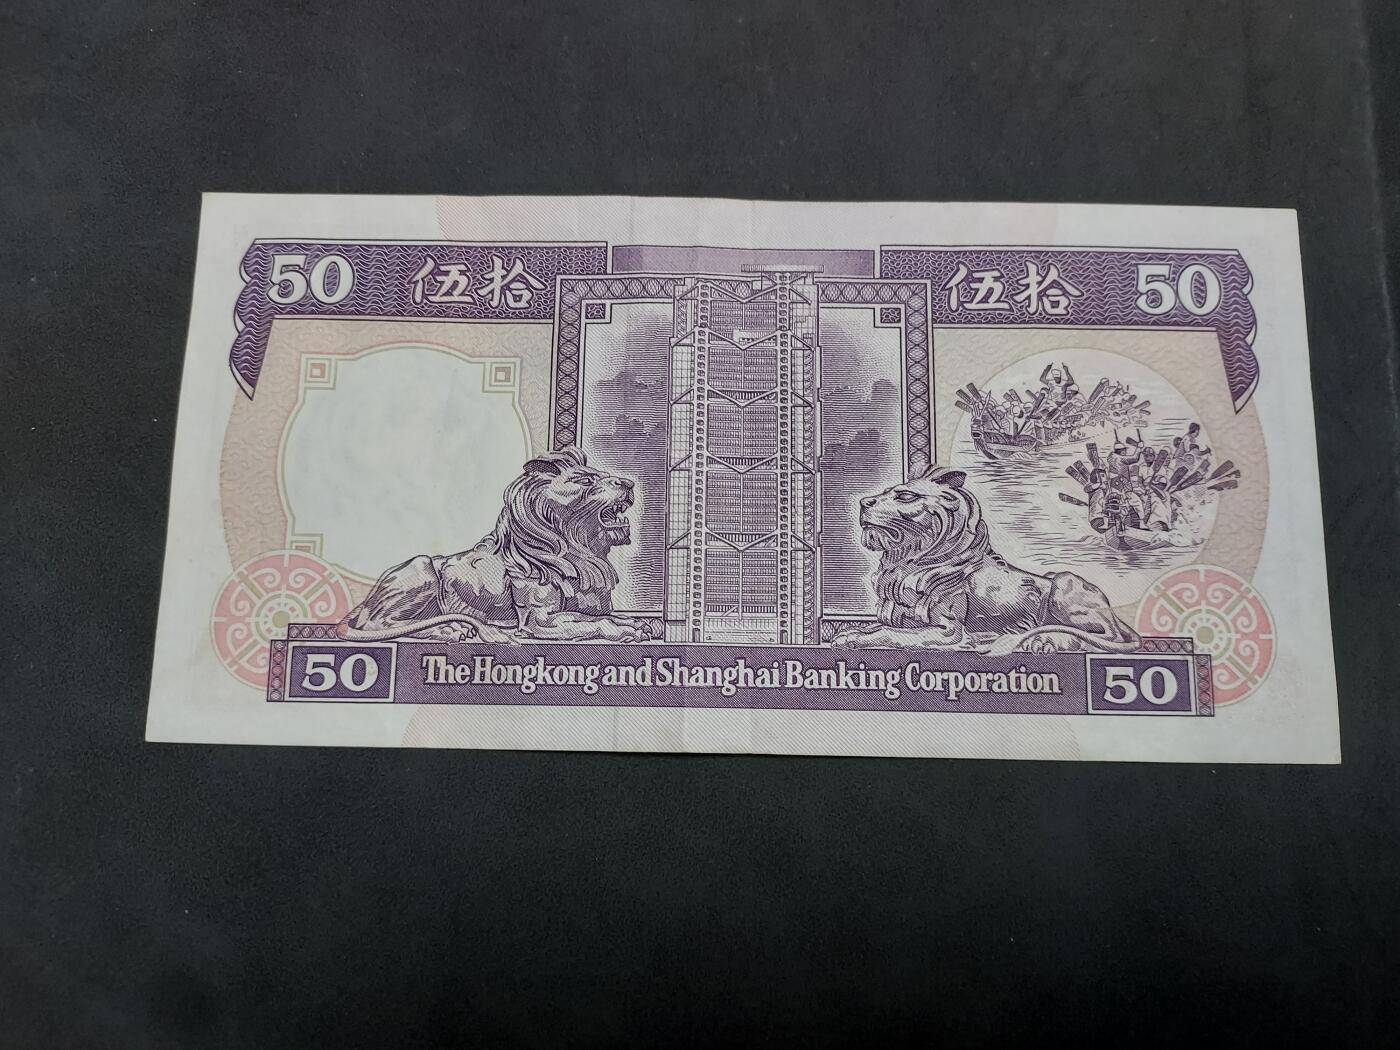 50 伍拾 伍拾 50
50 The Hongkong and Shanghai Banking Corporation 50